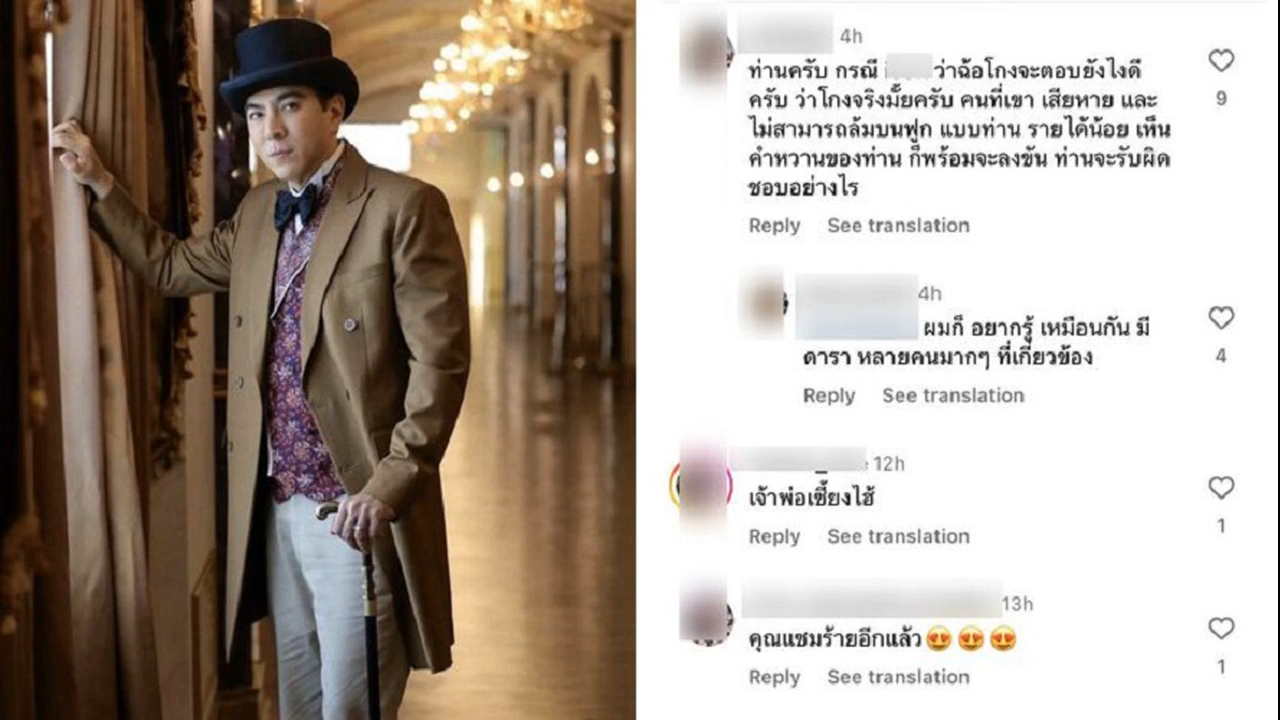 4h
ท่านครับ กรณี ว่าฉ้อโกงจะตอบยังไงดี
ครับ ว่าโกงจริงมั้ยครับ คนที่เขา เสียหาย และ
ไม่สามารถล้มบนฟูก แบบท่าน รายได้น้อย เห็น
คำหวานของท่าน ก็พร้อมจะลงขัน ท่านจะรับผิด
ชอบอย่างไร
9
Reply See translation
4h
ผมก็ อยากรู้ เหมือนกัน มี
ดารา หลายคนมากๆ ที่เกี่ยวข้อง
4
Reply See translation
12h
เจ้าพ่อเซี่ยงไฮ้
1
Reply See translation
13h
คุณแซมร้ายอีกแล้ว😍😍😍
1
Reply See translation